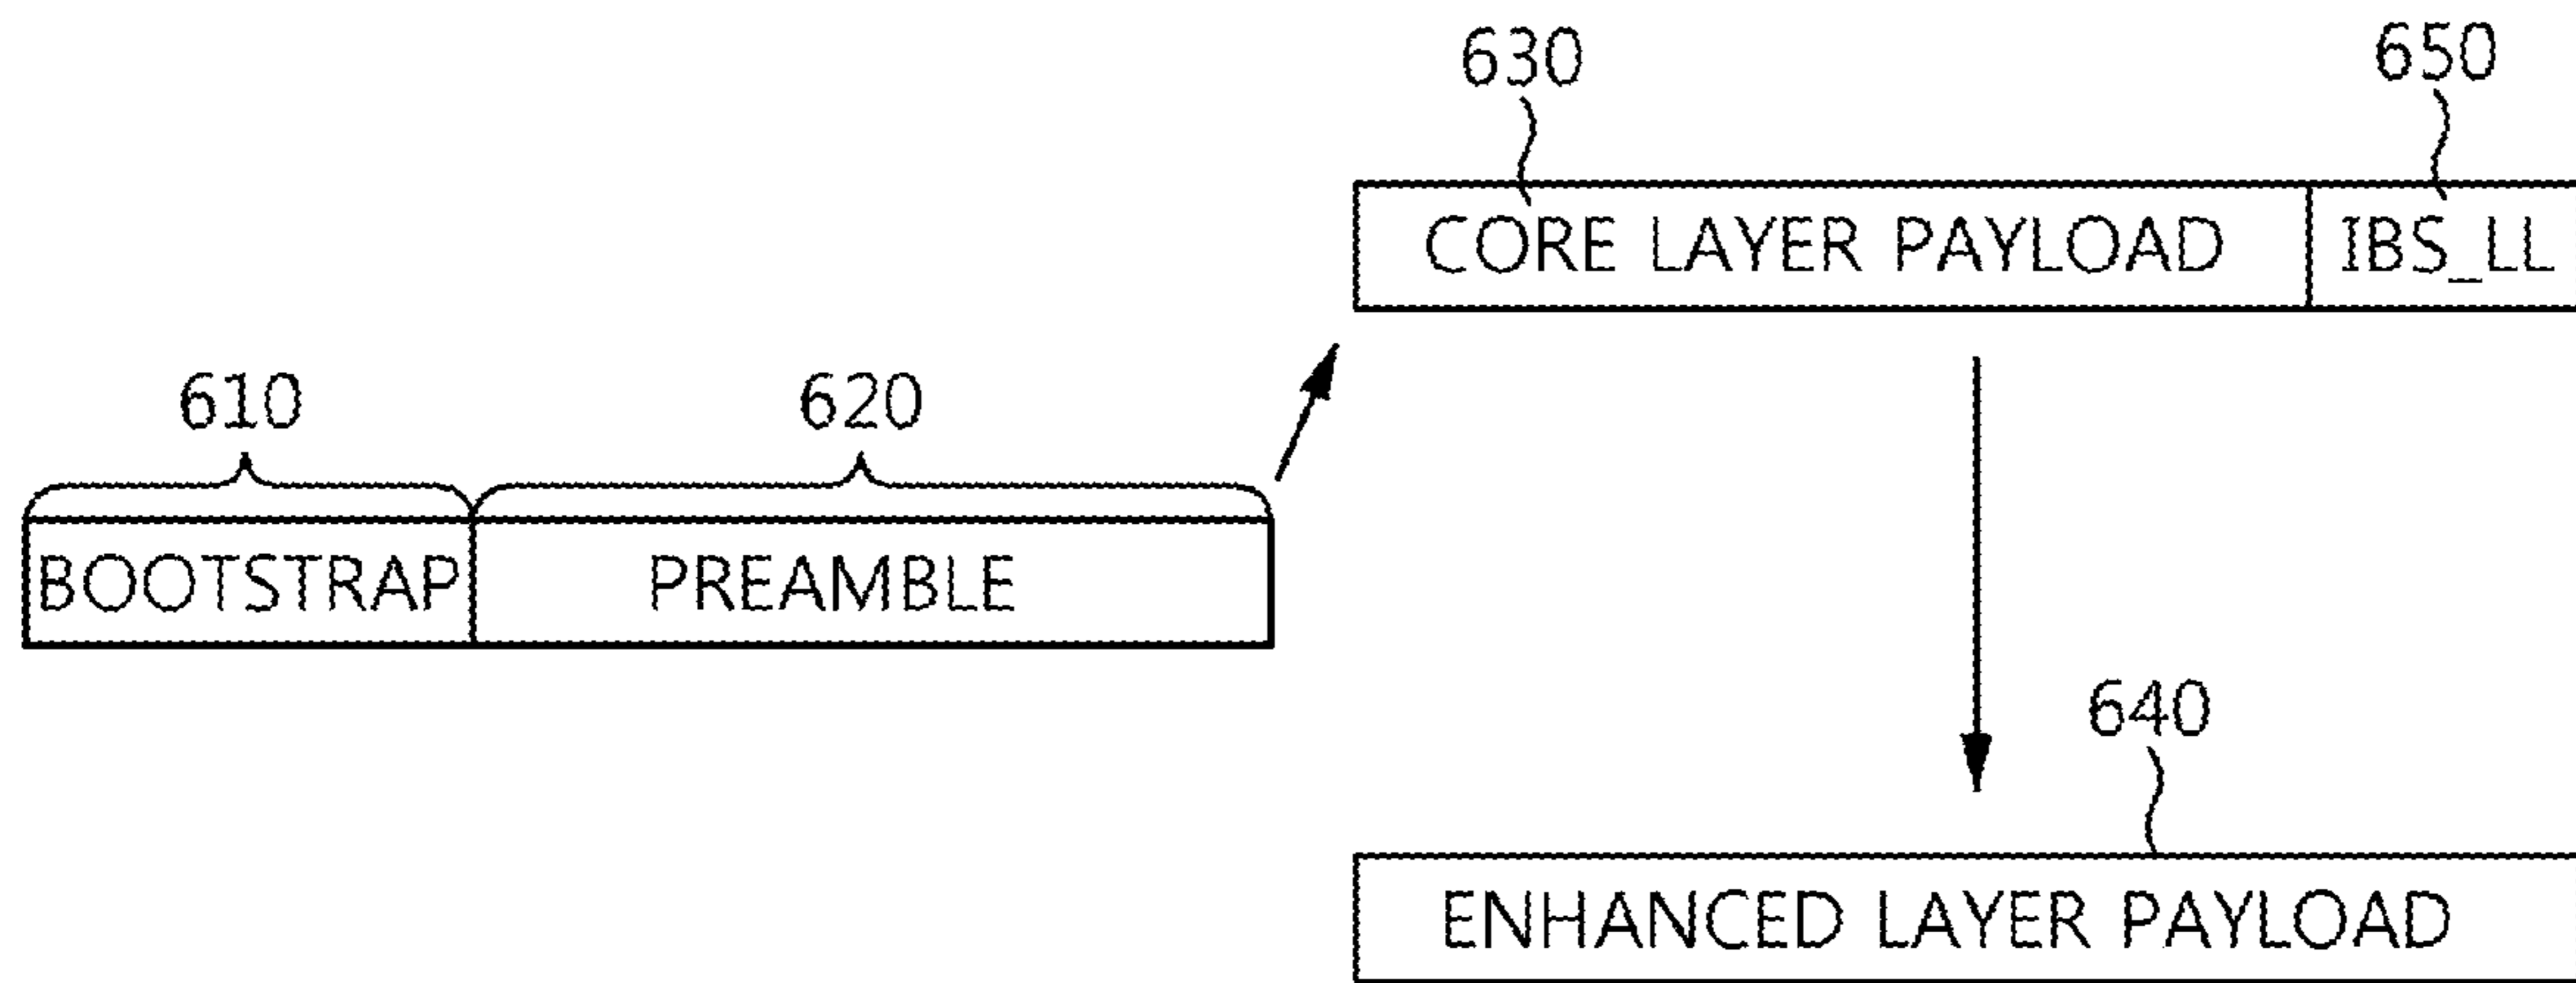 630 650
CORE LAYER PAYLOAD IBS_LL
610 620
BOOTSTRAP PREAMBLE
640
ENHANCED LAYER PAYLOAD